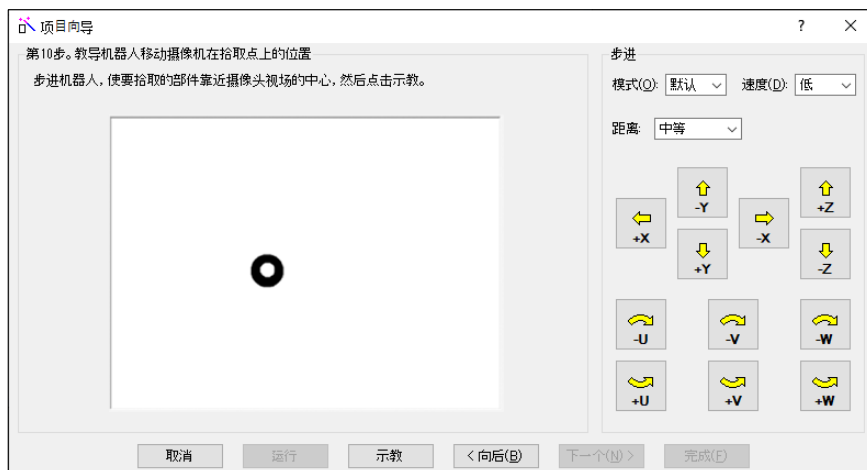 项目向导
? ×
第10步。教导机器人移动摄像机在拾取点上的位置
步进机器人，使要拾取的部件靠近摄像头视场的中心，然后点击示教。
步进
模式(O): 默认 速度(D): 低
距离: 中等
-Y +Z
+X -X
+Y -Z
-U -V -W
+U +V +W
取消 运行 示教 < 向后(B) 下一个(N) > 完成(F)